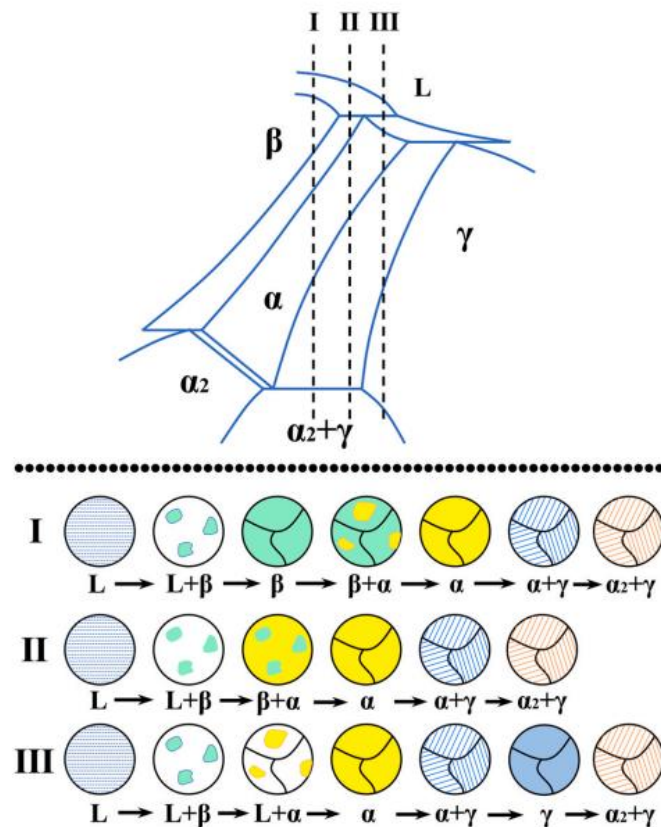 I II III
L
β
γ
α
α₂
α₂+γ
I
L → L+β → β → β+α → α → α+γ → α₂+γ
II
L → L+β → β+α → α → α+γ → α₂+γ
III
L → L+β → L+α → α → α+γ → γ → α₂+γ